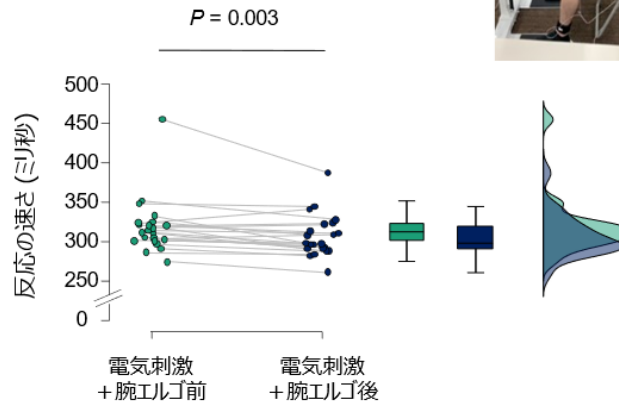 P = 0.003
反応の速さ (ミリ秒)
500
450
400
350
300
250
0
電気刺激
＋腕エルゴ前
電気刺激
＋腕エルゴ後